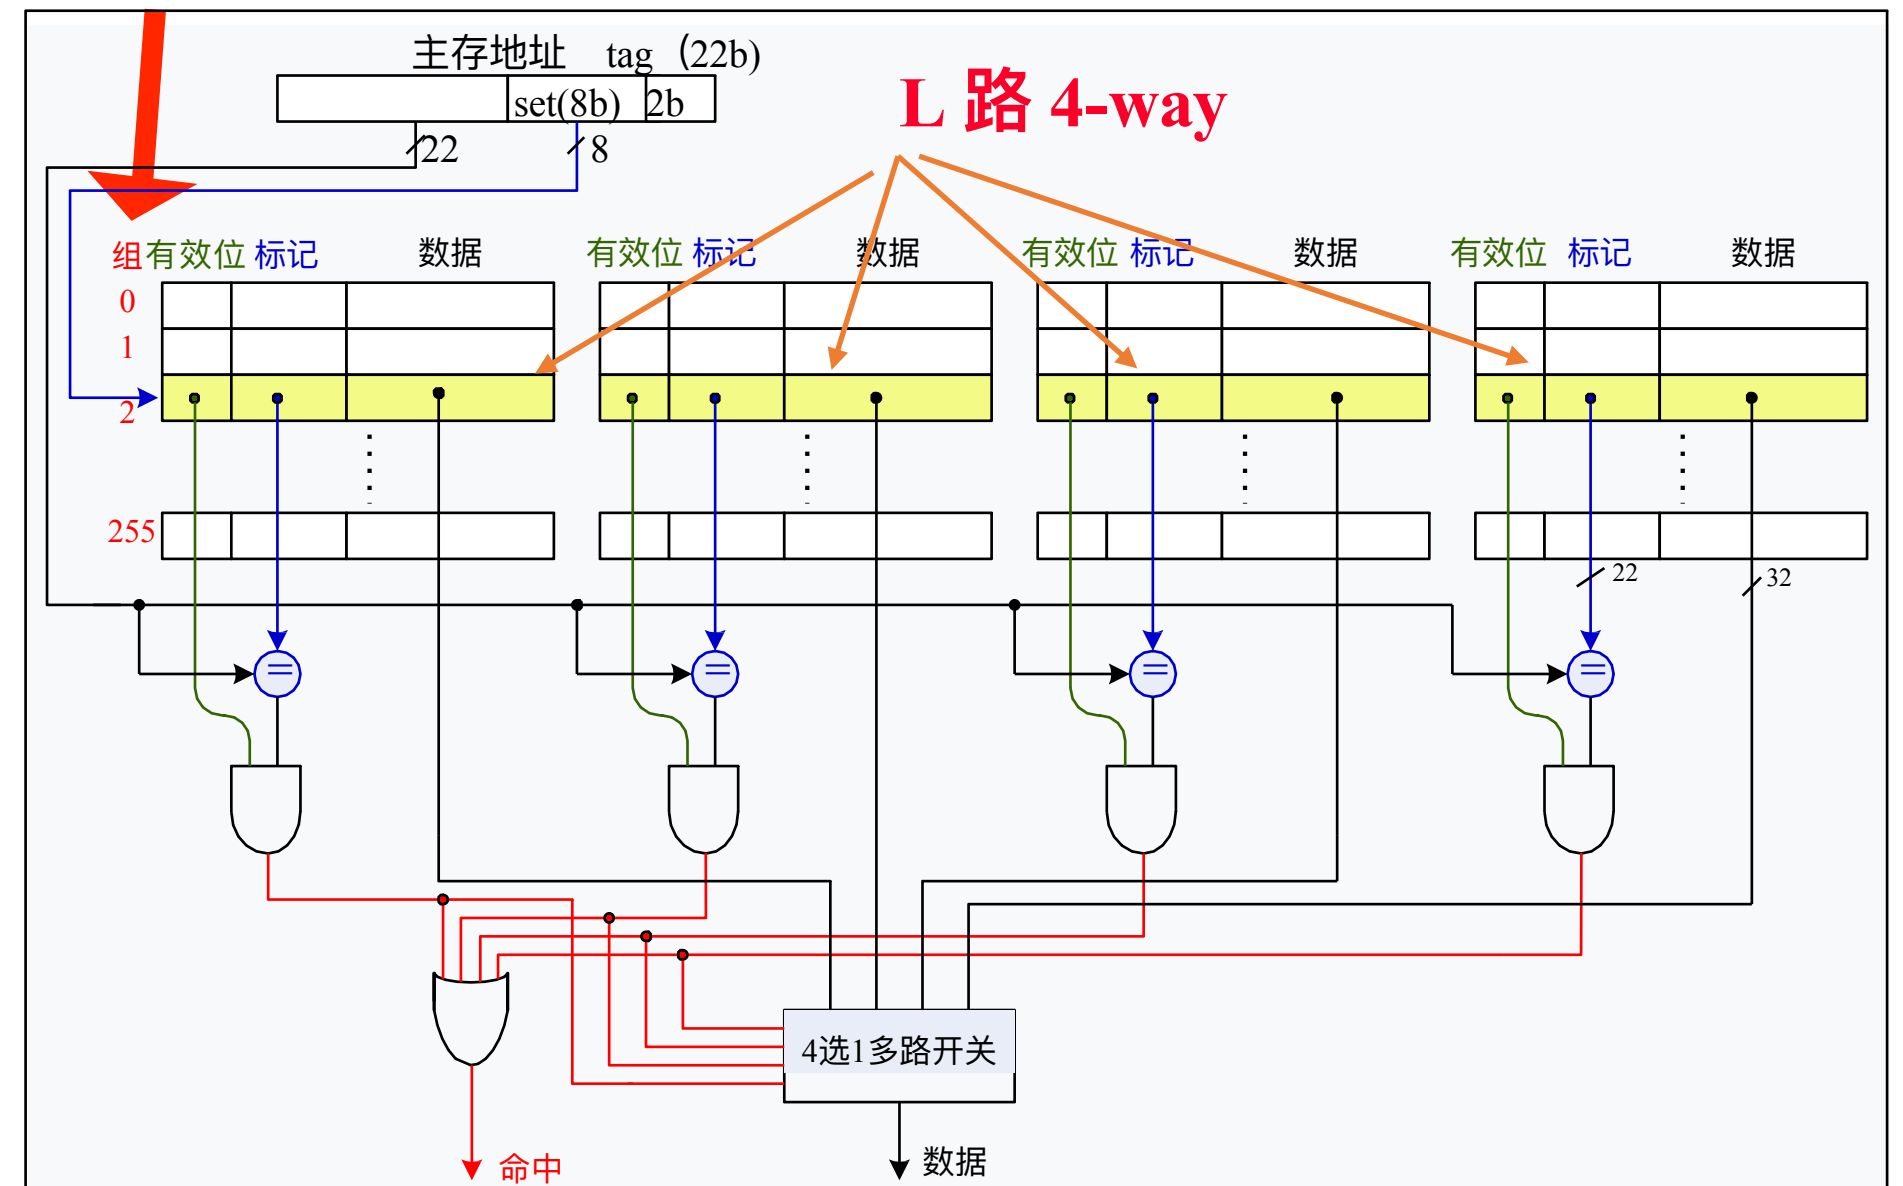 主存地址 tag（22b)
set(8b) 2b
L 路 4-way
22 8
组 有效位 标记 数据 有效位 标记 数据 有效位 标记 数据 有效位 标记 数据
0
1
2
255
22 32
= = = =
4选1多路开关
命中 数据